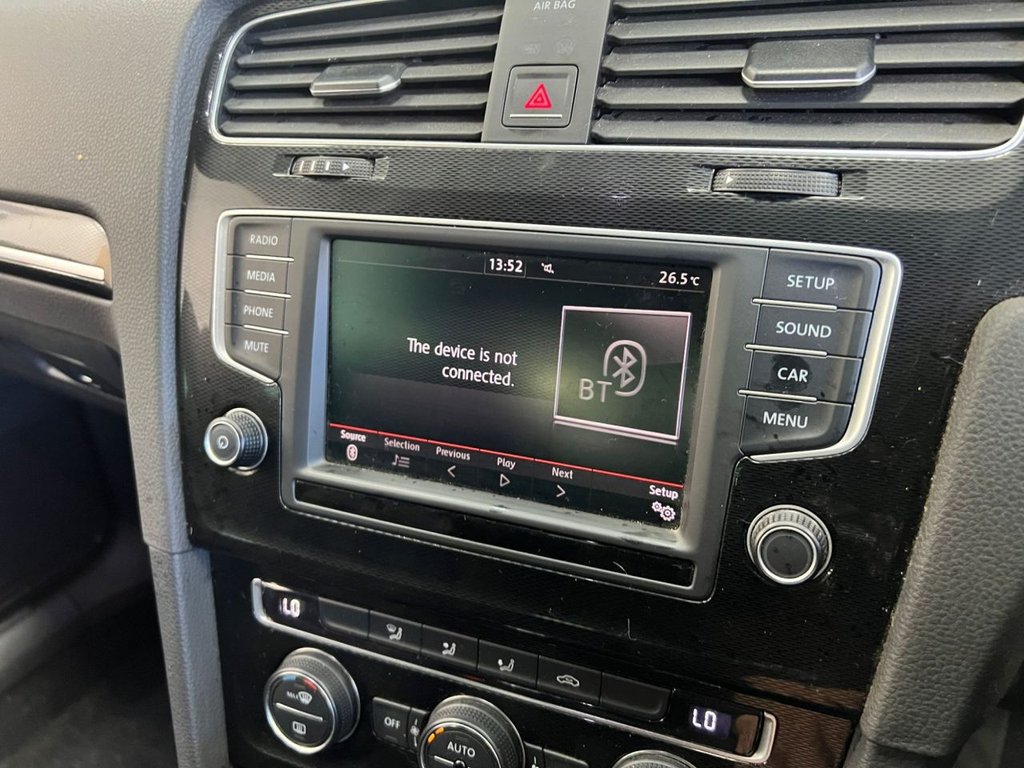 AIR BAG
RADIO
MEDIA
PHONE
MUTE
13:52
26.5°C
The device is not
connected.
BT
Source
Selection
Previous
Play
Next
Setup
SETUP
SOUND
CAR
MENU
LO
LO
MAX
OFF
AUTO